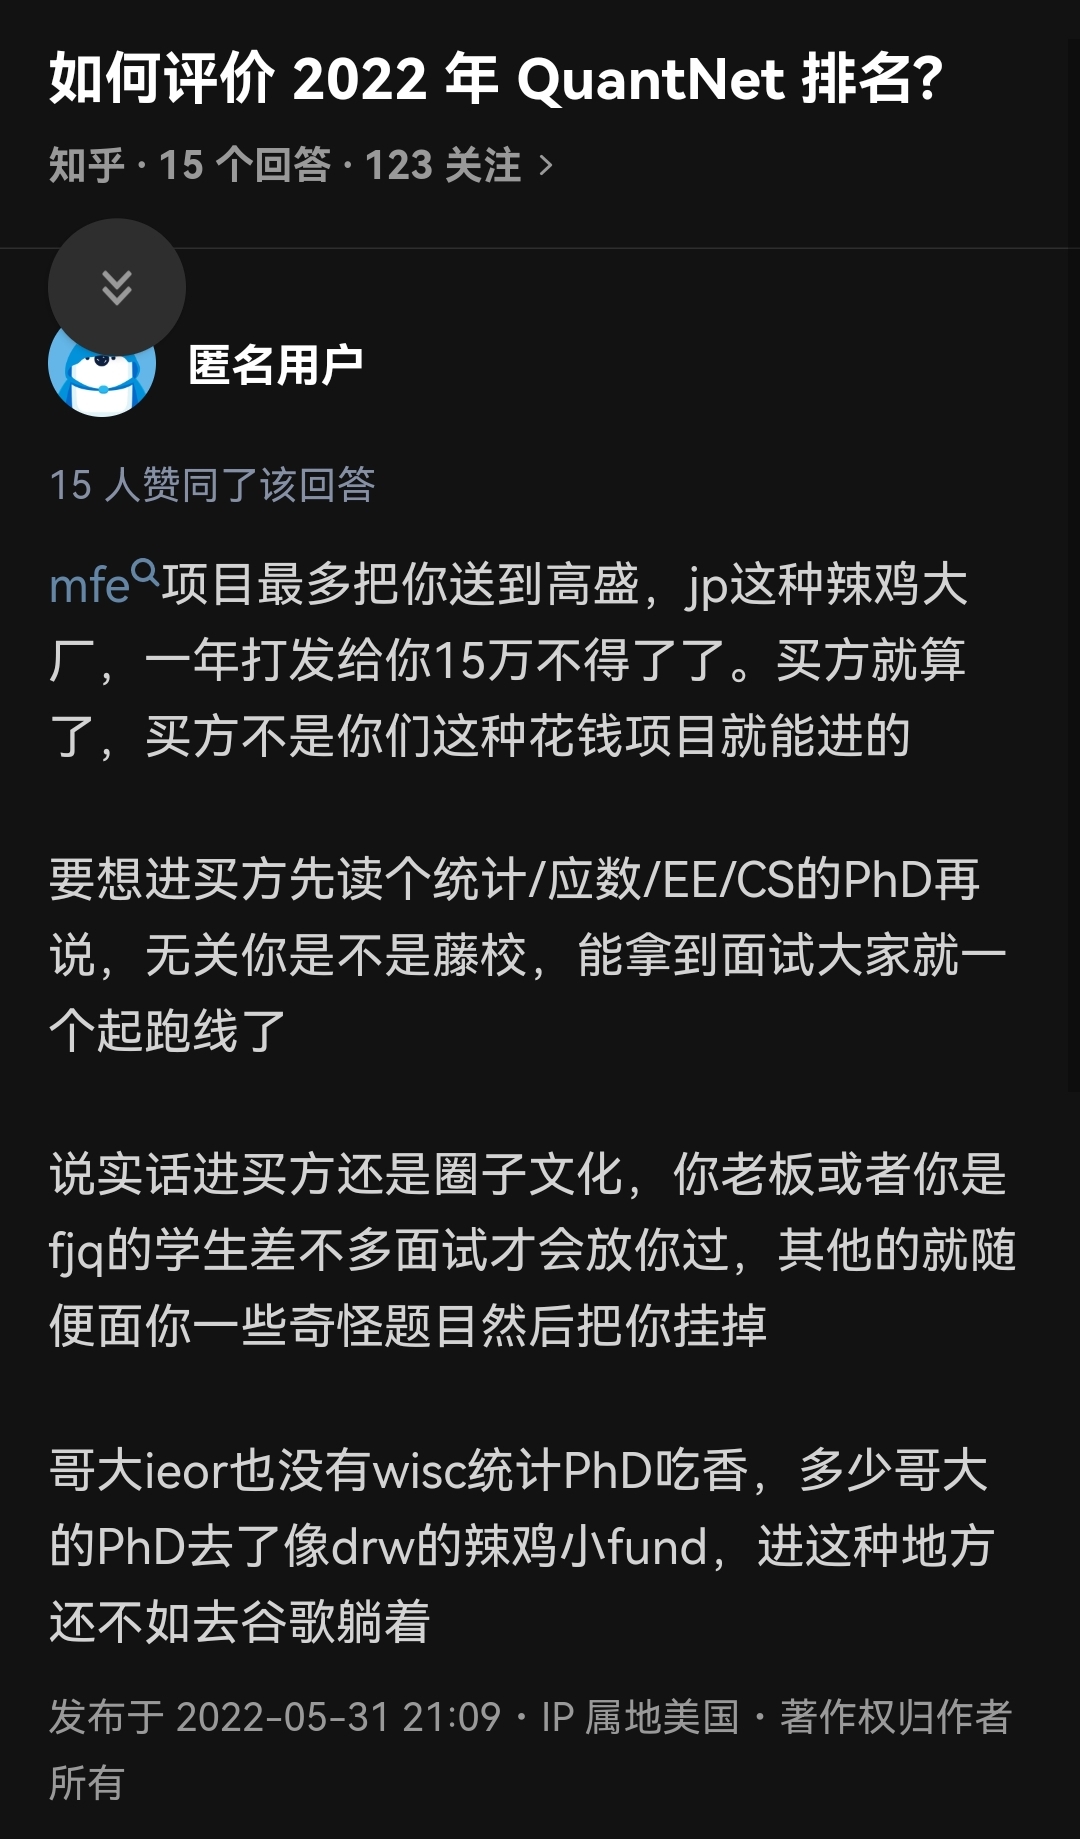 如何评价 2022 年 QuantNet 排名?
知乎 · 15 个回答 · 123 关注 >
匿名用户
15 人赞同了该回答
mfe项目最多把你送到高盛，jp这种辣鸡大
厂，一年打发给你15万不得了了。买方就算
了，买方不是你们这种花钱项目就能进的
要想进买方先读个统计/应数/EE/CS的PhD再
说，无关你是不是藤校，能拿到面试大家就一
个起跑线了
说实话进买方还是圈子文化，你老板或者你是
fjq的学生差不多面试才会放你过，其他的就随
便面你一些奇怪题目然后把你挂掉
哥大ieor也没有wisc统计PhD吃香，多少哥大
的PhD去了像drw的辣鸡小fund，进这种地方
还不如去谷歌躺着
发布于 2022-05-31 21:09 · IP 属地美国 · 著作权归作者
所有